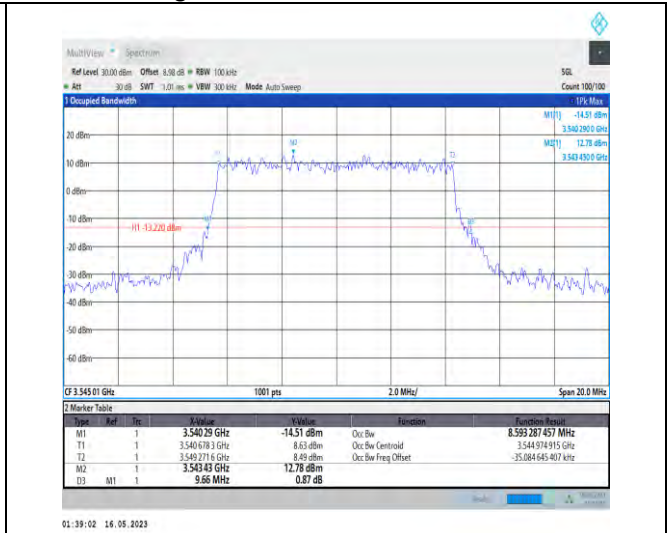 MultiView Spectrum
Ref Level 30.00 dBm Offset 8.98 dB RBW 100 kHz SGL
Att 30 dB SWT 1.01 ms VBW 300 kHz Mode Auto Sweep Count 100/100
1 Occupied Bandwidth 1Pk Max
M1[1] -14.51 dBm
3.540 290 0 GHz
M2[1] 12.78 dBm
3.543 430 0 GHz
M2
T1
T2
20 dBm
10 dBm
0 dBm
-10 dBm
H1 -13.220 dBm
-20 dBm
-30 dBm
-40 dBm
-50 dBm
-60 dBm
CF 3.545 01 GHz 1001 pts 2.0 MHz/ Span 20.0 MHz
2 Marker Table
Type Ref Trc X-Value Y-Value Function Function Result
M1 1 3.540 29 GHz -14.51 dBm Occ Bw 8.593 287 457 MHz
T1 1 3.540 678 3 GHz 8.63 dBm Occ Bw Centroid 3.544 974 915 GHz
T2 1 3.549 271 6 GHz 8.49 dBm Occ Bw Freq Offset -35.084 645 407 kHz
M2 1 3.543 43 GHz 12.78 dBm
D3 M1 1 9.66 MHz 0.87 dB
01:39:02 16.05.2023